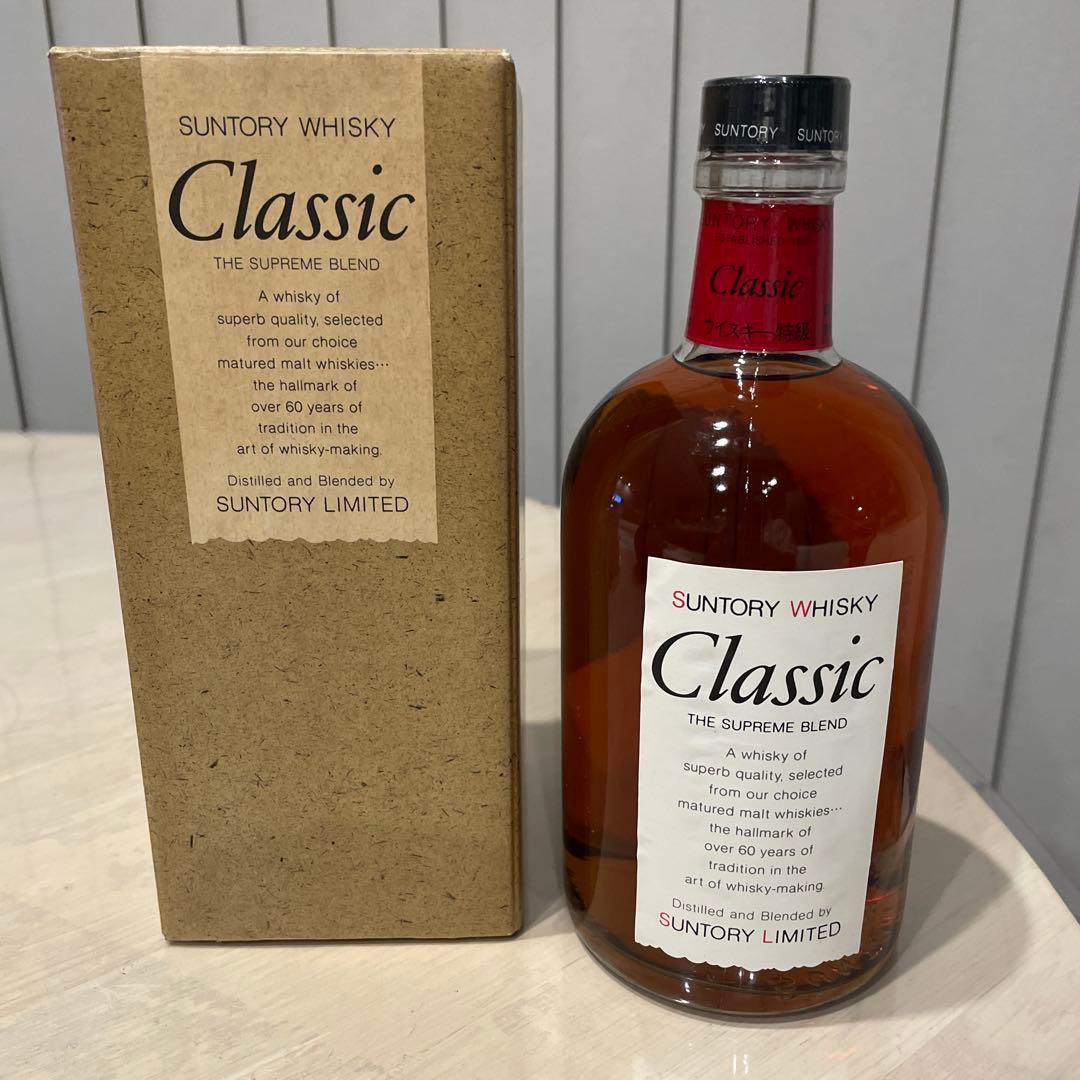 SUNTORY WHISKY
Classic
THE SUPREME BLEND
A whisky of
superb quality, selected
from our choice
matured malt whiskies…
the hallmark of
over 60 years of
tradition in the
art of whisky-making.
Distilled and Blended by
SUNTORY LIMITED
SUNTORY SUNTORY
SUNTORY WHISKY
ESTABLISHED
Classic
ウイスキー特級
SUNTORY WHISKY
Classic
THE SUPREME BLEND
A whisky of
superb quality, selected
from our choice
matured malt whiskies…
the hallmark of
over 60 years of
tradition in the
art of whisky-making.
Distilled and Blended by
SUNTORY LIMITED